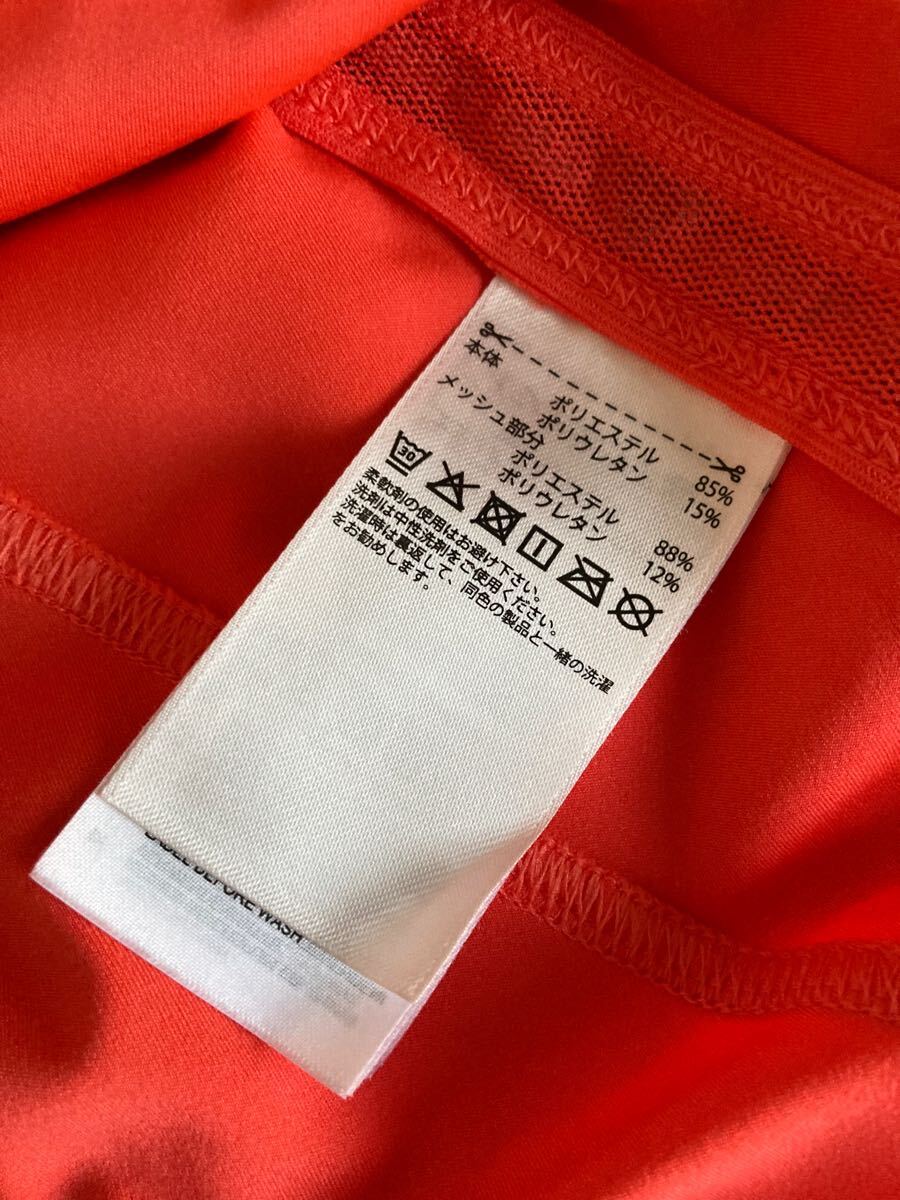 本体
ポリエステル 85%
ポリウレタン 15%
メッシュ部分
ポリエステル 88%
ポリウレタン 12%
30
柔軟剤の使用はお避け下さい。
洗剤は中性洗剤をご使用ください。
洗濯時は裏返して、同色の製品と一緒の洗濯
をお勧めします。
BEFORE WASH